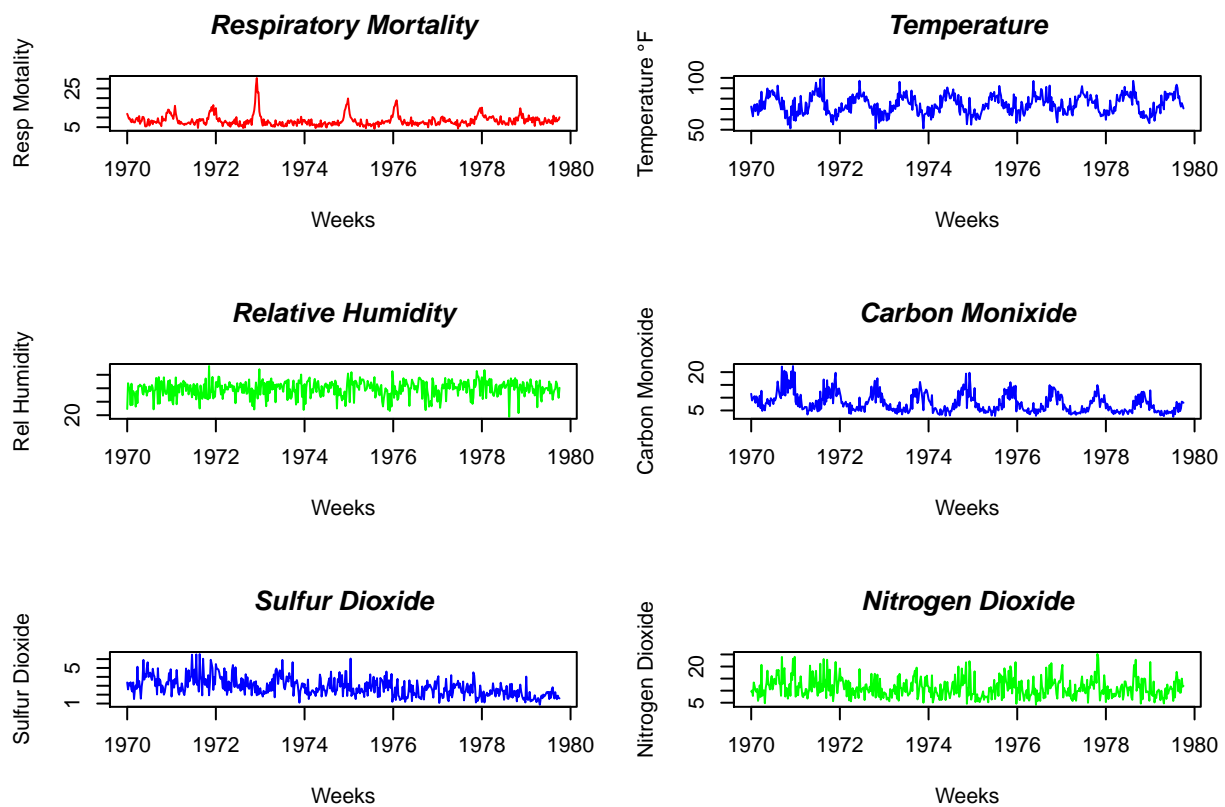 Respiratory Mortality
Resp Motality
5 25
1970 1972 1974 1976 1978 1980
Weeks
Temperature
Temperature °F
50 100
1970 1972 1974 1976 1978 1980
Weeks
Relative Humidity
Rel Humidity
20
1970 1972 1974 1976 1978 1980
Weeks
Carbon Monixide
Carbon Monoxide
5 20
1970 1972 1974 1976 1978 1980
Weeks
Sulfur Dioxide
Sulfur Dioxide
1 5
1970 1972 1974 1976 1978 1980
Weeks
Nitrogen Dioxide
Nitrogen Dioxide
5 20
1970 1972 1974 1976 1978 1980
Weeks